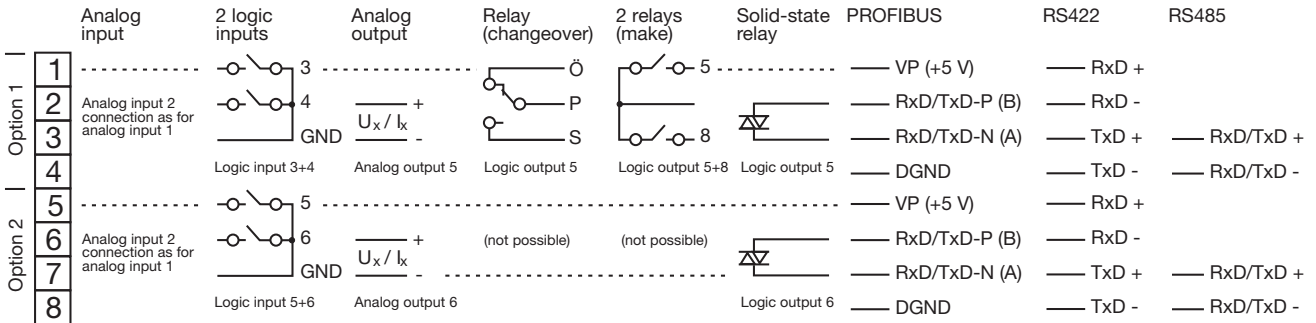 Analog input
2 logic inputs
Analog output
Relay (changeover)
2 relays (make)
Solid-state relay
PROFIBUS
RS422
RS485
Option 1
1
3
Ö
5
VP (+5 V)
RxD +
2
Analog input 2
connection as for
analog input 1
4
+
Ux / Ix
-
P
RxD/TxD-P (B)
RxD -
3
GND
S
8
RxD/TxD-N (A)
TxD +
RxD/TxD +
4
Logic input 3+4
Analog output 5
Logic output 5
Logic output 5+8
Logic output 5
DGND
TxD -
RxD/TxD -
Option 2
5
5
VP (+5 V)
RxD +
6
Analog input 2
connection as for
analog input 1
6
+
Ux / Ix
-
(not possible)
(not possible)
RxD/TxD-P (B)
RxD -
7
GND
RxD/TxD-N (A)
TxD +
RxD/TxD +
8
Logic input 5+6
Analog output 6
Logic output 6
DGND
TxD -
RxD/TxD -